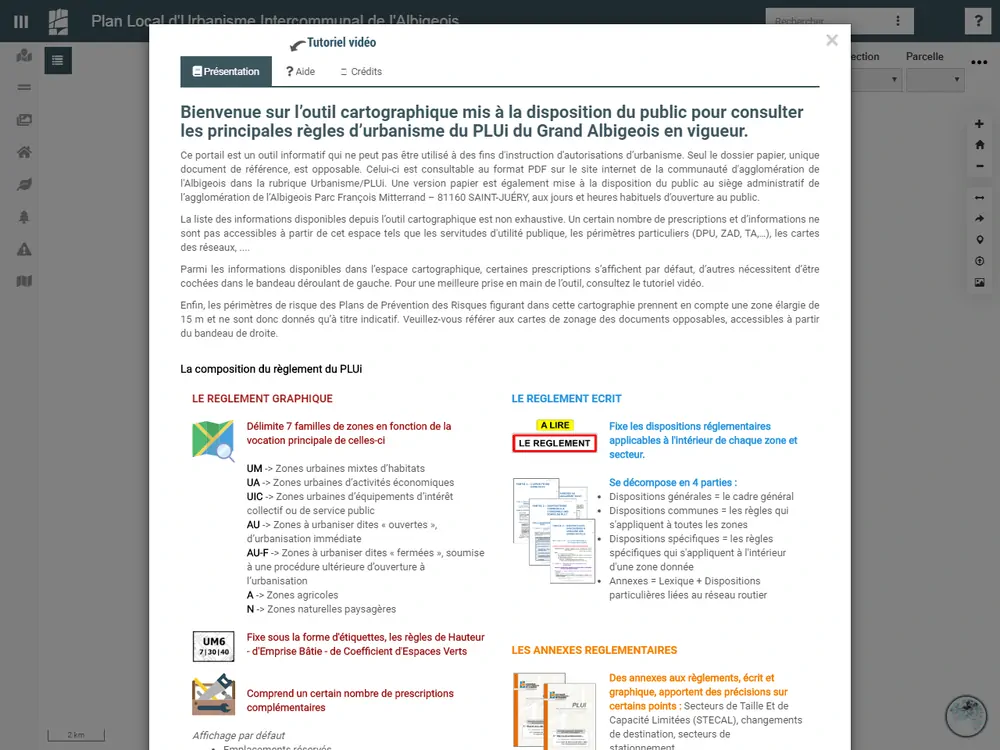 Plan Local d'Urbanisme Intercommunal de l'Albigeois
Rechercher
?
Tutoriel vidéo
×
Présentation
? Aide
Crédits
ection
Parcelle
Bienvenue sur l’outil cartographique mis à la disposition du public pour consulter
les principales règles d’urbanisme du PLUi du Grand Albigeois en vigueur.
Ce portail est un outil informatif qui ne peut pas être utilisé à des fins d'instruction d'autorisations d’urbanisme. Seul le dossier papier, unique
document de référence, est opposable. Celui-ci est consultable au format PDF sur le site internet de la communauté d’agglomération de
l'Albigeois dans la rubrique Urbanisme/PLUi. Une version papier est également mise à la disposition du public au siège administratif de
l’agglomération de l’Albigeois Parc François Mitterrand – 81160 SAINT-JUÉRY, aux jours et heures habituels d’ouverture au public.
La liste des informations disponibles depuis l’outil cartographique est non exhaustive. Un certain nombre de prescriptions et d’informations ne
sont pas accessibles à partir de cet espace tels que les servitudes d'utilité publique, les périmètres particuliers (DPU, ZAD, TA,...), les cartes
des réseaux, ....
Parmi les informations disponibles dans l’espace cartographique, certaines prescriptions s’affichent par défaut, d’autres nécessitent d’être
cochées dans le bandeau déroulant de gauche. Pour une meilleure prise en main de l’outil, consultez le tutoriel vidéo.
Enfin, les périmètres de risque des Plans de Prévention des Risques figurant dans cette cartographie prennent en compte une zone élargie de
15 m et ne sont donc donnés qu’à titre indicatif. Veuillez-vous référer aux cartes de zonage des documents opposables, accessibles à partir
du bandeau de droite.
La composition du règlement du PLUi
LE REGLEMENT GRAPHIQUE
Délimite 7 familles de zones en fonction de la
vocation principale de celles-ci
UM -> Zones urbaines mixtes d’habitats
UA -> Zones urbaines d’activités économiques
UIC -> Zones urbaines d’équipements d’intérêt
collectif ou de service public
AU -> Zones à urbaniser dites « ouvertes »,
d’urbanisation immédiate
AU-F -> Zones à urbaniser dites « fermées », soumise
à une procédure ultérieure d’ouverture à
l’urbanisation
A -> Zones agricoles
N -> Zones naturelles paysagères
UM6
7|30|40
Fixe sous la forme d'étiquettes, les règles de Hauteur
- d'Emprise Bâtie - de Coefficient d'Espaces Verts
Comprend un certain nombre de prescriptions
complémentaires
Affichage par défaut
• Emplacements réservés
LE REGLEMENT ECRIT
A LIRE
LE REGLEMENT
Fixe les dispositions réglementaires
applicables à l'intérieur de chaque zone et
secteur.
Se décompose en 4 parties :
• Dispositions générales = le cadre général
• Dispositions communes = les règles qui
s'appliquent à toutes les zones
• Dispositions spécifiques = les règles
spécifiques qui s'appliquent à l'intérieur
d'une zone donnée
• Annexes = Lexique + Dispositions
particulières liées au réseau routier
LES ANNEXES REGLEMENTAIRES
PLUi
Des annexes aux règlements, écrit et
graphique, apportent des précisions sur
certains points : Secteurs de Taille Et de
Capacité Limitées (STECAL), changements
de destination, secteurs de
stationnement
2 km